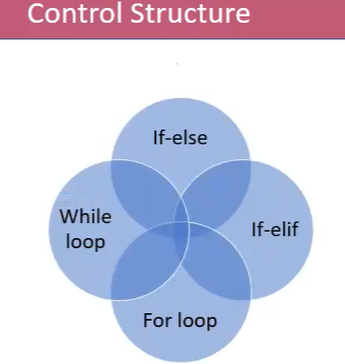 Control Structure
If-else
While
loop
If-elif
For loop